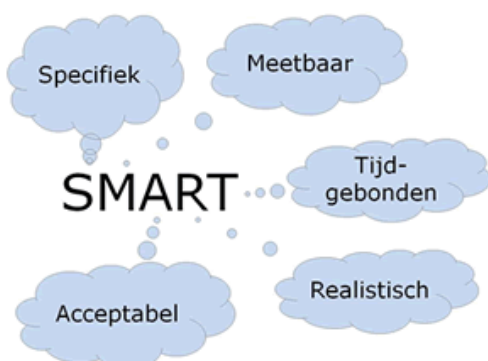 Specifiek
Meetbaar
SMART
Tijd-
gebonden
Acceptabel
Realistisch